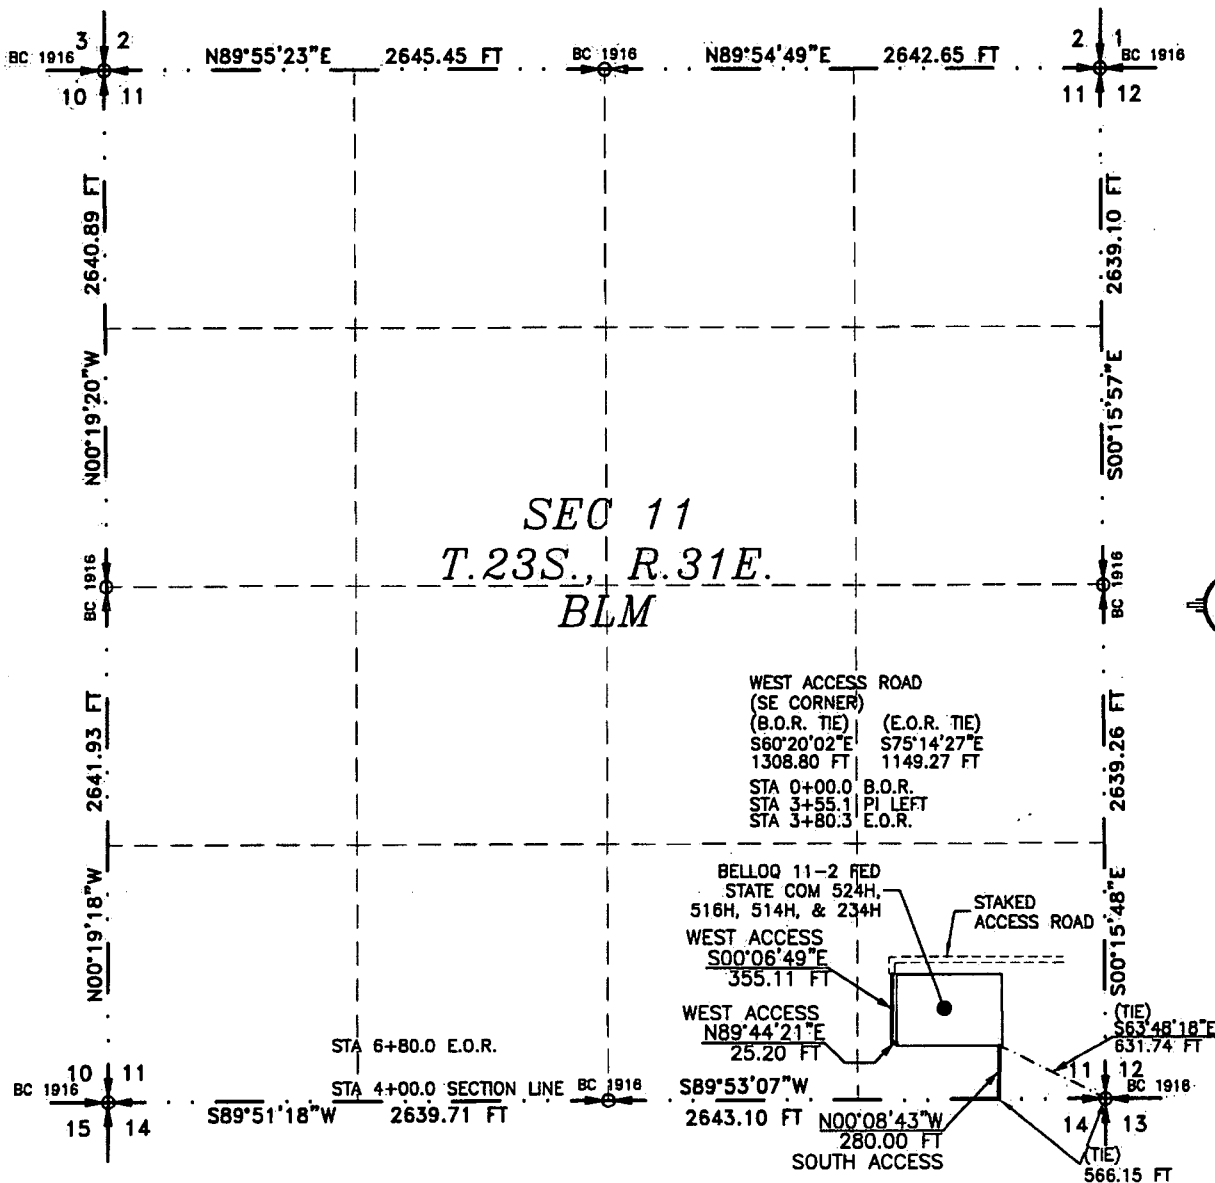 3 2
BC 1916
10 11
N89°55'23"E 2645.45 FT
BC 1916
N89°54'49"E 2642.65 FT
2 1
BC 1916
11 12
2640.89 FT
N00°19'20"W
2639.10 FT
S00°15'57"E
SEC 11
T.23S., R.31E.
BLM
BC 1916
BC 1916
2641.93 FT
N00°19'18"W
2639.26 FT
S00°15'48"E
WEST ACCESS ROAD
(SE CORNER)
(B.O.R. TIE) (E.O.R. TIE)
S60°20'02"E S75°14'27"E
1308.80 FT 1149.27 FT
STA 0+00.0 B.O.R.
STA 3+55.1 PI LEFT
STA 3+80.3 E.O.R.
BELLOQ 11-2 FED
STATE COM 524H,
516H, 514H, & 234H
STAKED
ACCESS ROAD
WEST ACCESS
S00°06'49"E
355.11 FT
WEST ACCESS
N89°44'21"E
25.20 FT
(TIE)
S63°48'18"E
631.74 FT
STA 6+80.0 E.O.R.
STA 4+00.0 SECTION LINE
10 11
BC 1916
15 14
S89°51'18"W 2639.71 FT
BC 1916
S89°53'07"W
2643.10 FT
N00°08'43"W
280.00 FT
SOUTH ACCESS
11 12
BC 1916
14 13
(TIE)
566.15 FT